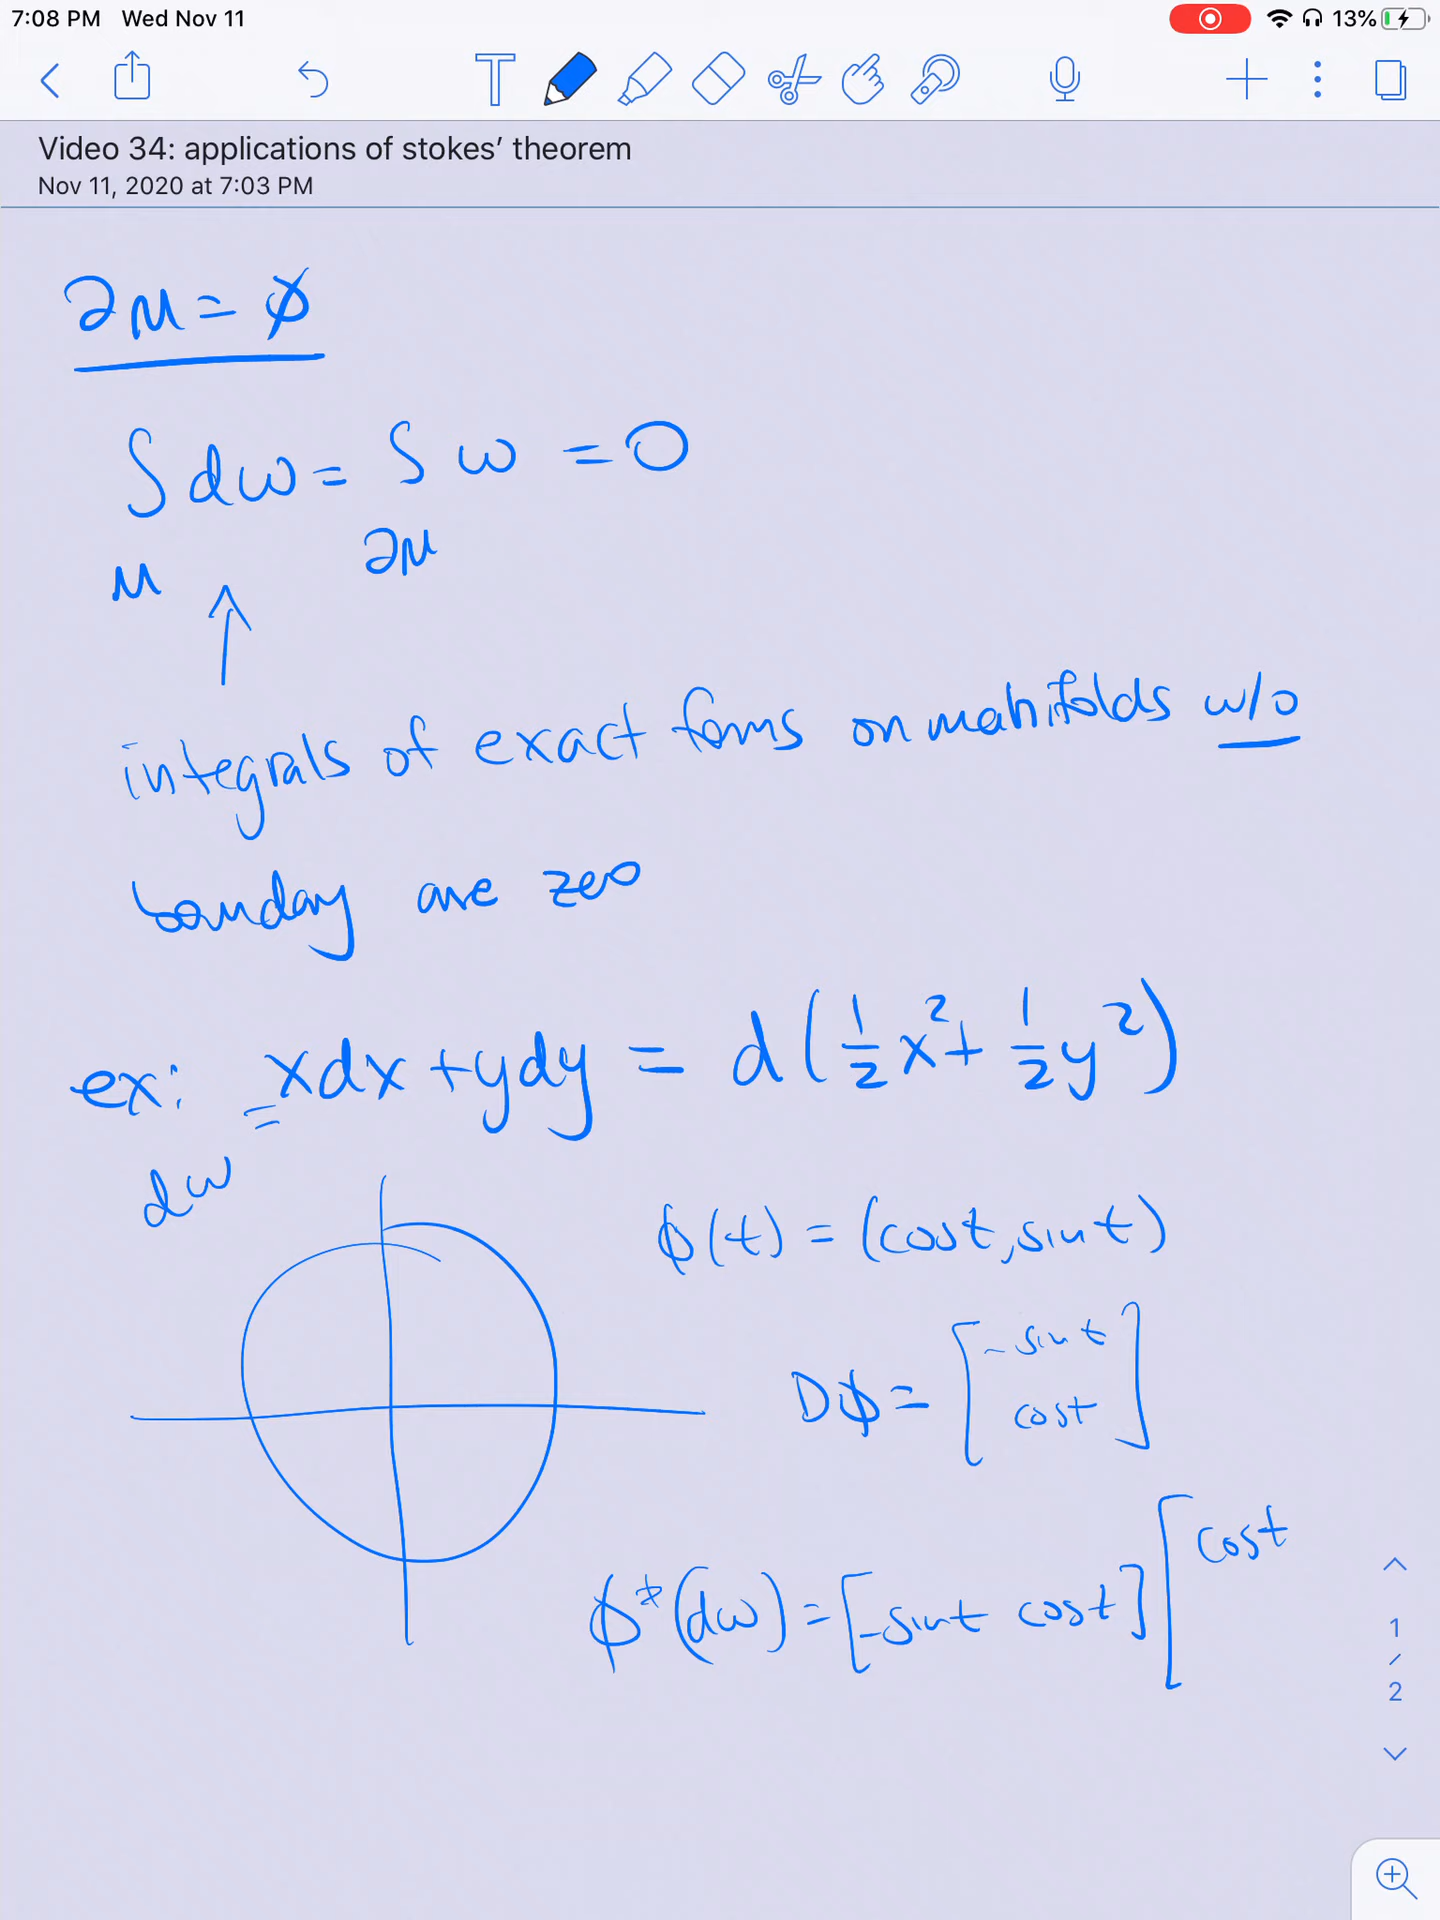 7:08 PM Wed Nov 11
13%
Video 34: applications of stokes' theorem
Nov 11, 2020 at 7:03 PM
∂M = ∅
∫ dω = ∫ ω = 0
M ∂M
↑
integrals of exact forms on manifolds w/o
bounday are zero
ex: xdx + ydy = d(½x² + ½y²)
=
dω
ϕ(t) = (cost, sint)
Dϕ = [-sint
cost]
ϕ*(dω) = [-sint cost] [cost
1
/
2